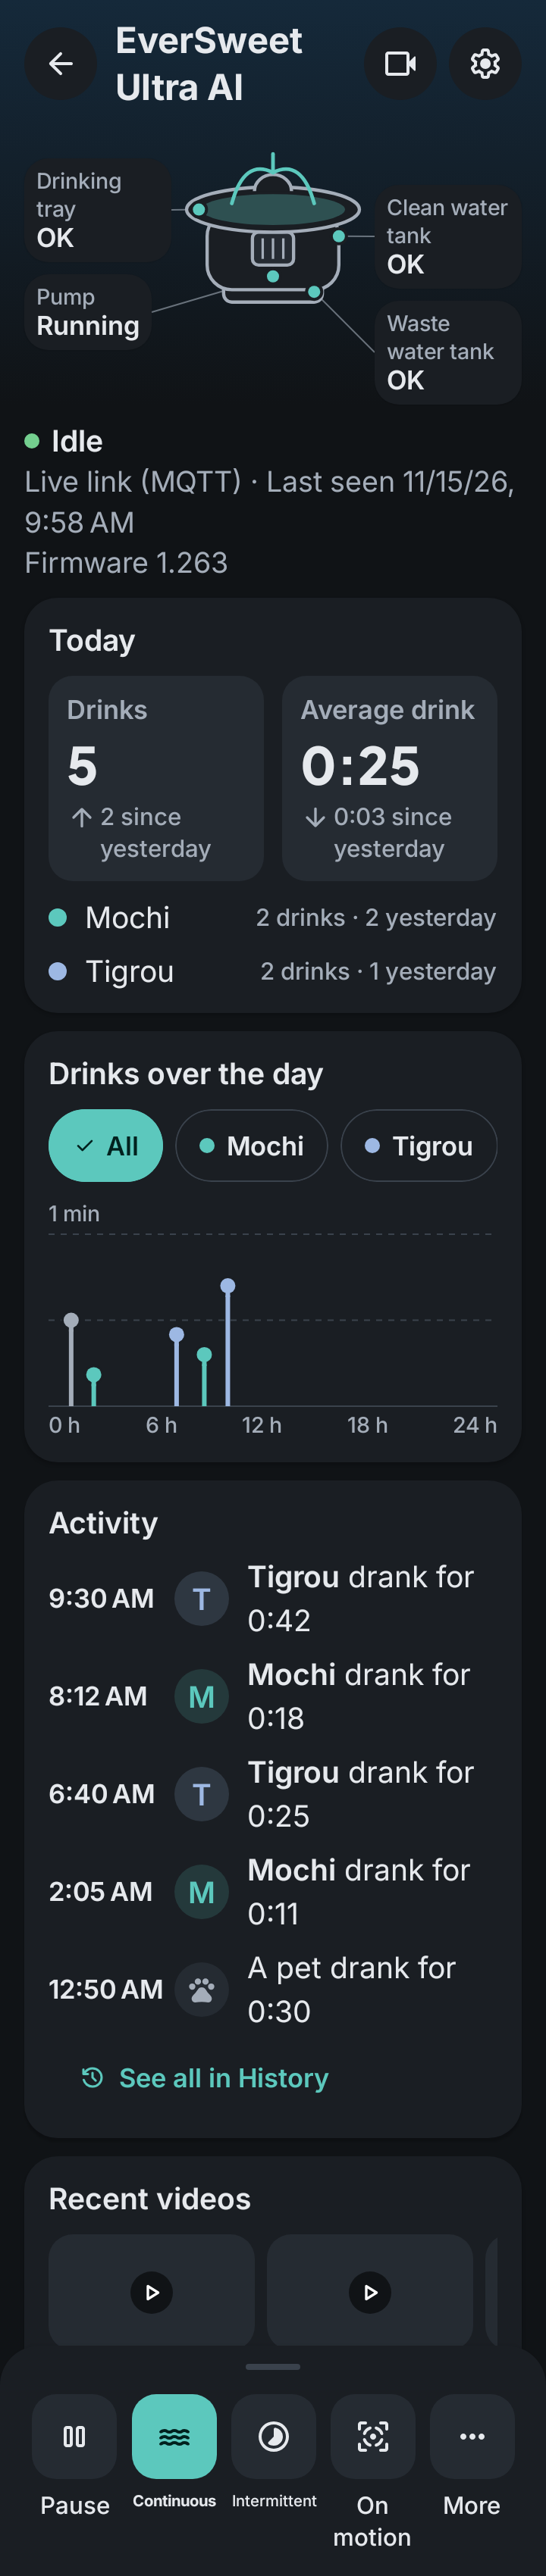 EverSweet
Ultra AI
Drinking
tray
OK
Clean water
tank
OK
Pump
Running
Waste
water tank
OK
Idle
Live link (MQTT) · Last seen 11/15/26,
9:58 AM
Firmware 1.263
Today
Drinks
5
↑ 2 since
yesterday
Average drink
0:25
↓ 0:03 since
yesterday
Mochi 2 drinks · 2 yesterday
Tigrou 2 drinks · 1 yesterday
Drinks over the day
All Mochi Tigrou
1 min
0 h 6 h 12 h 18 h 24 h
Activity
9:30 AM T Tigrou drank for
0:42
8:12 AM M Mochi drank for
0:18
6:40 AM T Tigrou drank for
0:25
2:05 AM M Mochi drank for
0:11
12:50 AM A pet drank for
0:30
See all in History
Recent videos
Pause Continuous Intermittent On
motion More